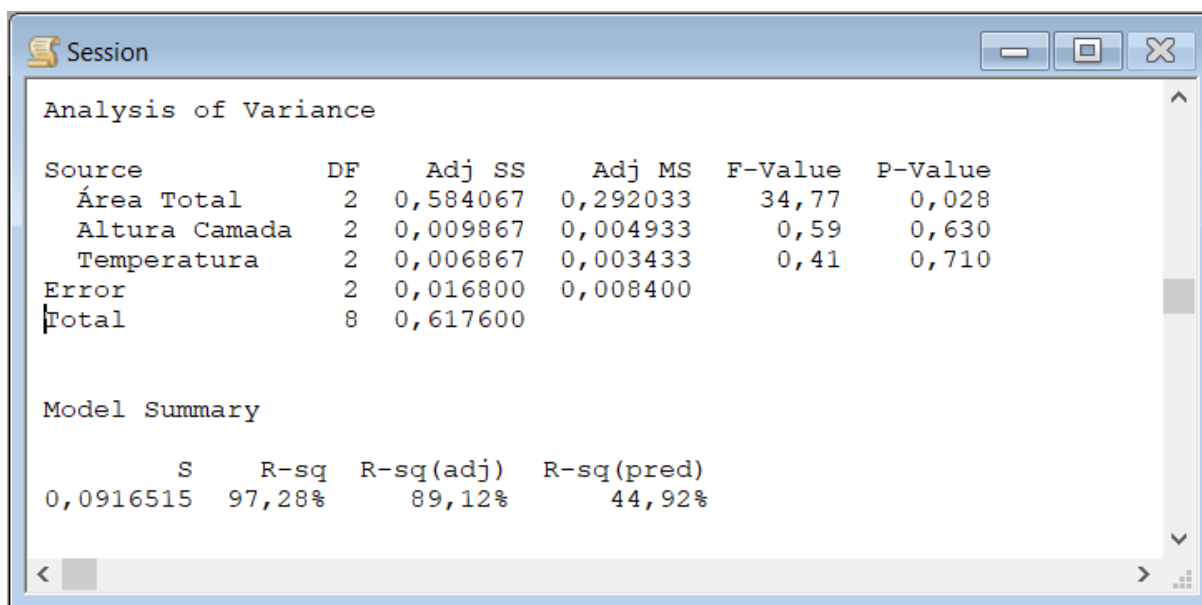 Session
Analysis of Variance
Source DF Adj SS Adj MS F-Value P-Value
Área Total 2 0,584067 0,292033 34,77 0,028
Altura Camada 2 0,009867 0,004933 0,59 0,630
Temperatura 2 0,006867 0,003433 0,41 0,710
Error 2 0,016800 0,008400
Total 8 0,617600
Model Summary
S R-sq R-sq(adj) R-sq(pred)
0,0916515 97,28% 89,12% 44,92%